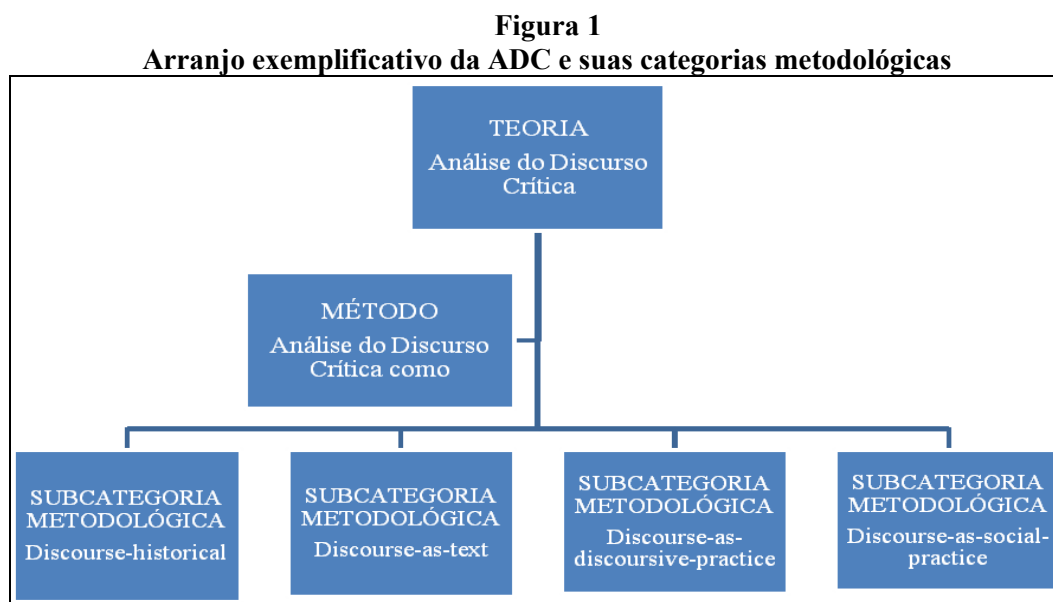 Figura 1
Arranjo exemplificativo da ADC e suas categorias metodológicas
TEORIA
Análise do Discurso
Crítica
MÉTODO
Análise do Discurso
Crítica como
SUBCATEGORIA
METODOLÓGICA
Discourse-historical
SUBCATEGORIA
METODOLÓGICA
Discourse-as-text
SUBCATEGORIA
METODOLÓGICA
Discourse-as-
discoursive-practice
SUBCATEGORIA
METODOLÓGICA
Discourse-as-social-
practice